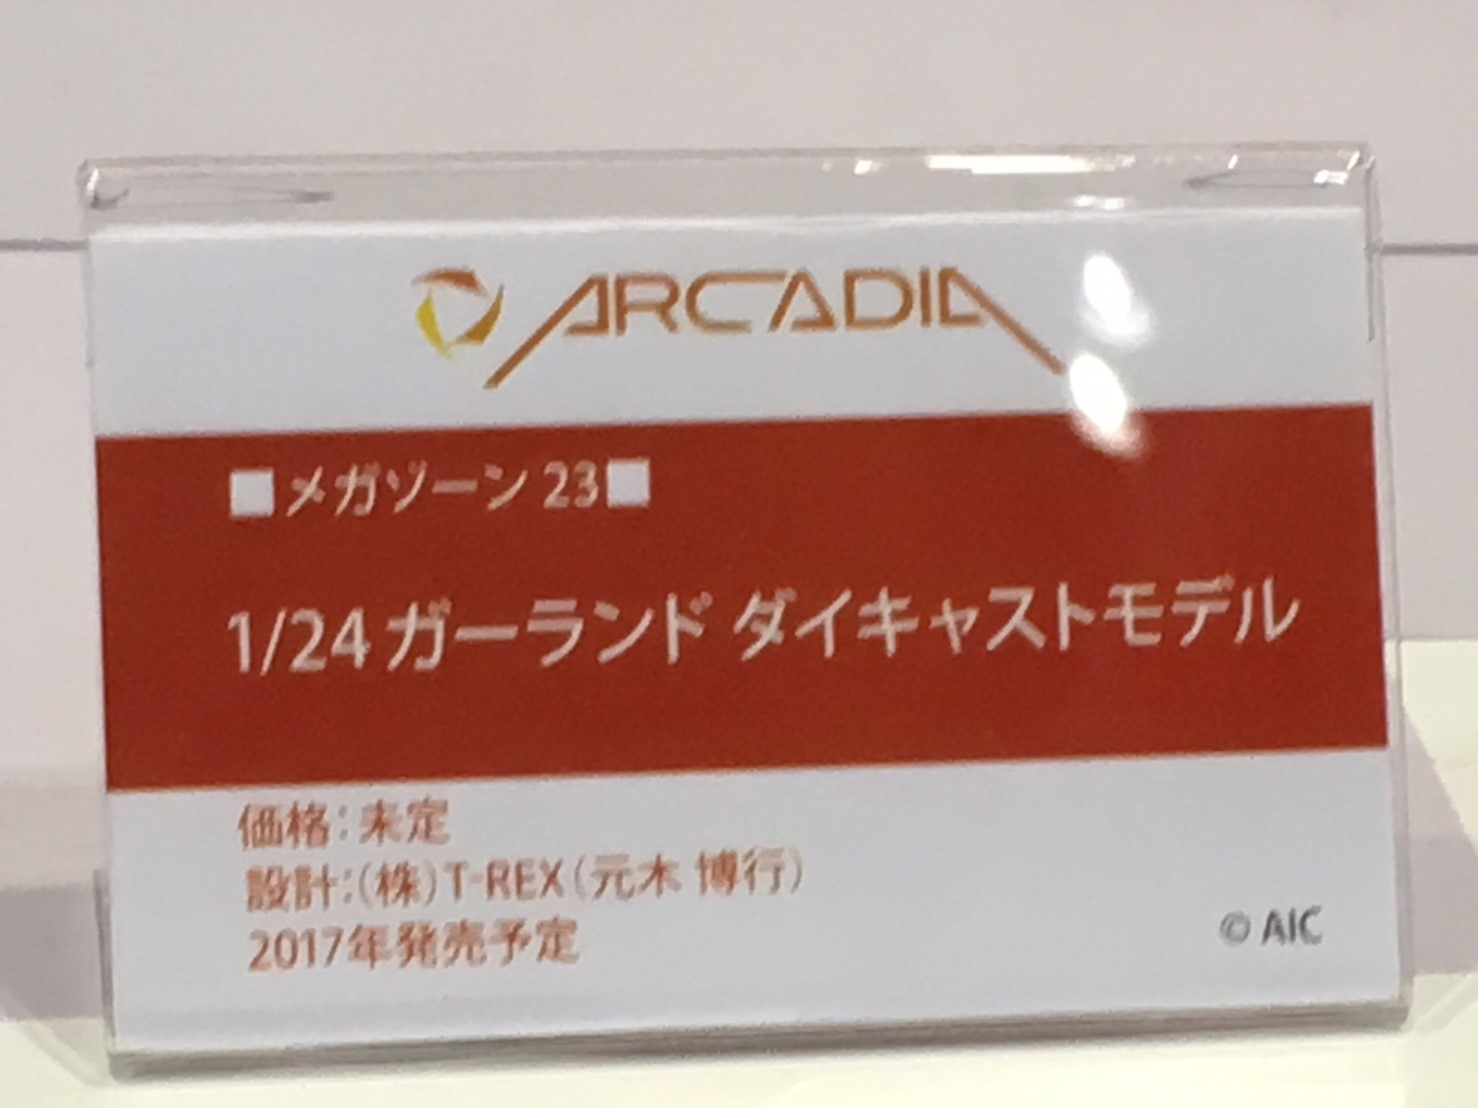 ARCADIA
■メガゾーン 23■
1/24 ガーランド ダイキャストモデル
価格：未定
設計：(株)T-REX(元木 博行)
2017年発売予定
© AIC